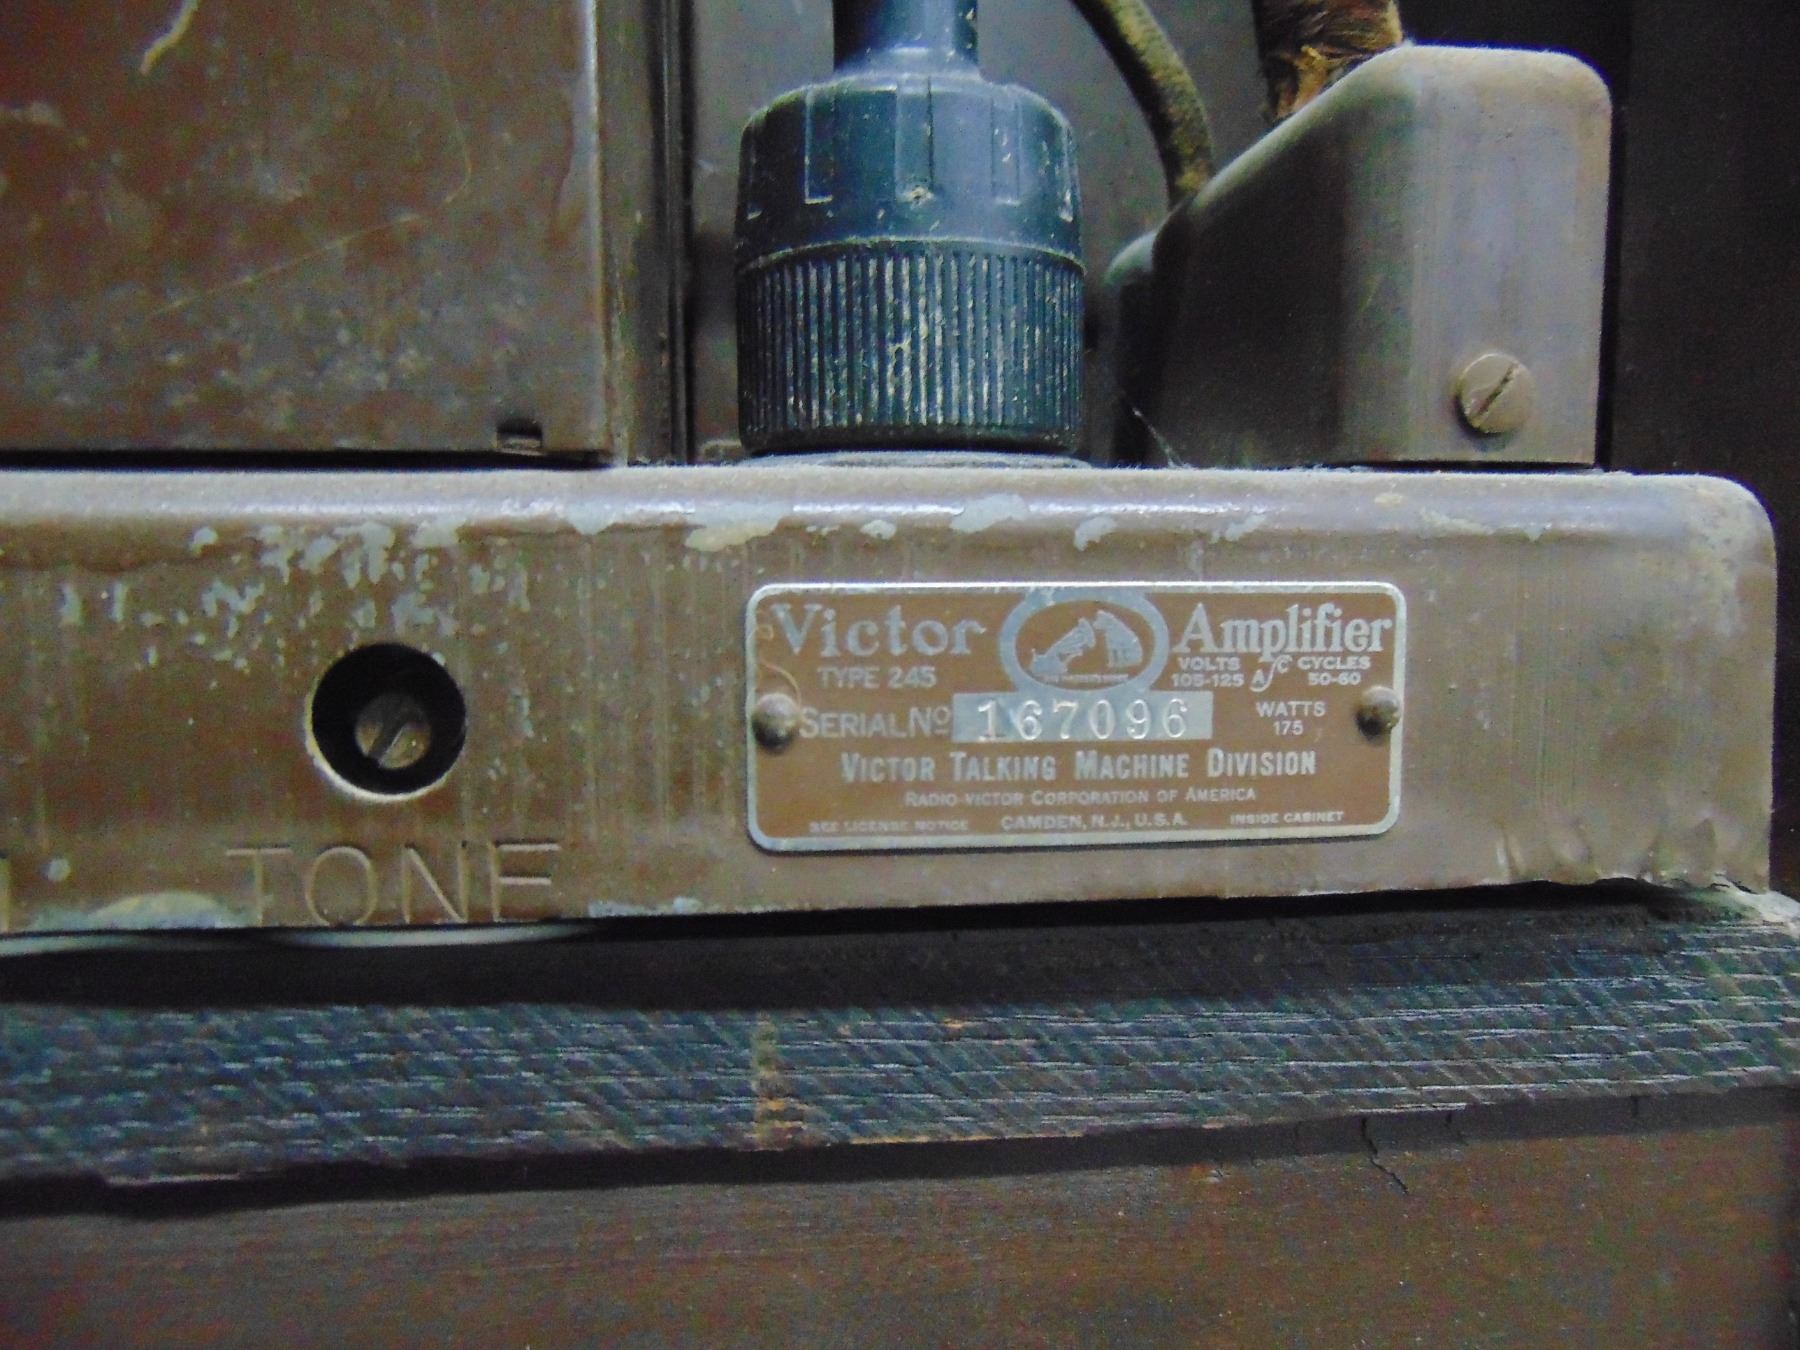 Victor Amplifier
TYPE 245 VOLTS A/C CYCLES
105-125 50-60
SERIAL No 167096 WATTS
175
VICTOR TALKING MACHINE DIVISION
RADIO-VICTOR CORPORATION OF AMERICA
SEE LICENSE NOTICE CAMDEN, N.J., U.S.A. INSIDE CABINET
TONE